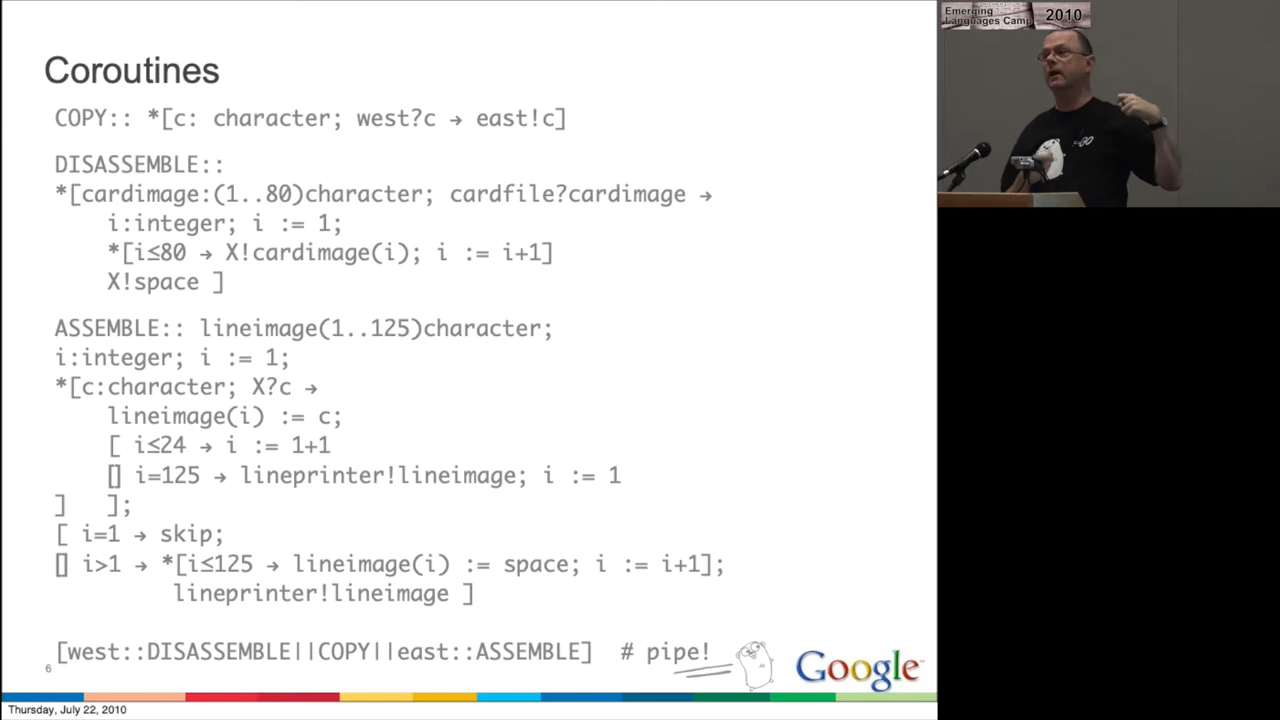 Coroutines
COPY:: *[c: character; west?c → east!c]
DISASSEMBLE::
*[cardimage:(1..80)character; cardfile?cardimage →
i:integer; i := 1;
*[i≤80 → X!cardimage(i); i := i+1]
X!space ]
ASSEMBLE:: lineimage(1..125)character;
i:integer; i := 1;
*[c:character; X?c →
lineimage(i) := c;
[ i≤24 → i := 1+1
[] i=125 → lineprinter!lineimage; i := 1
] ];
[ i=1 → skip;
[] i>1 → *[i≤125 → lineimage(i) := space; i := i+1];
lineprinter!lineimage ]
[west::DISASSEMBLE||COPY||east::ASSEMBLE] # pipe!
6
Google™
Thursday, July 22, 2010
Emerging
Languages Camp 2010